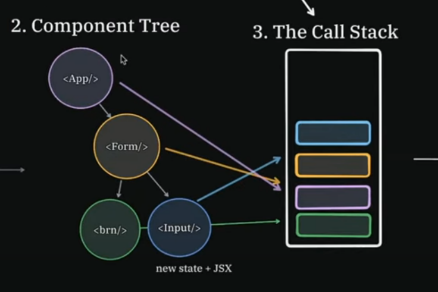 2. Component Tree
3. The Call Stack
<App/>
<Form/>
<brn/>
<Input/>
new state + JSX